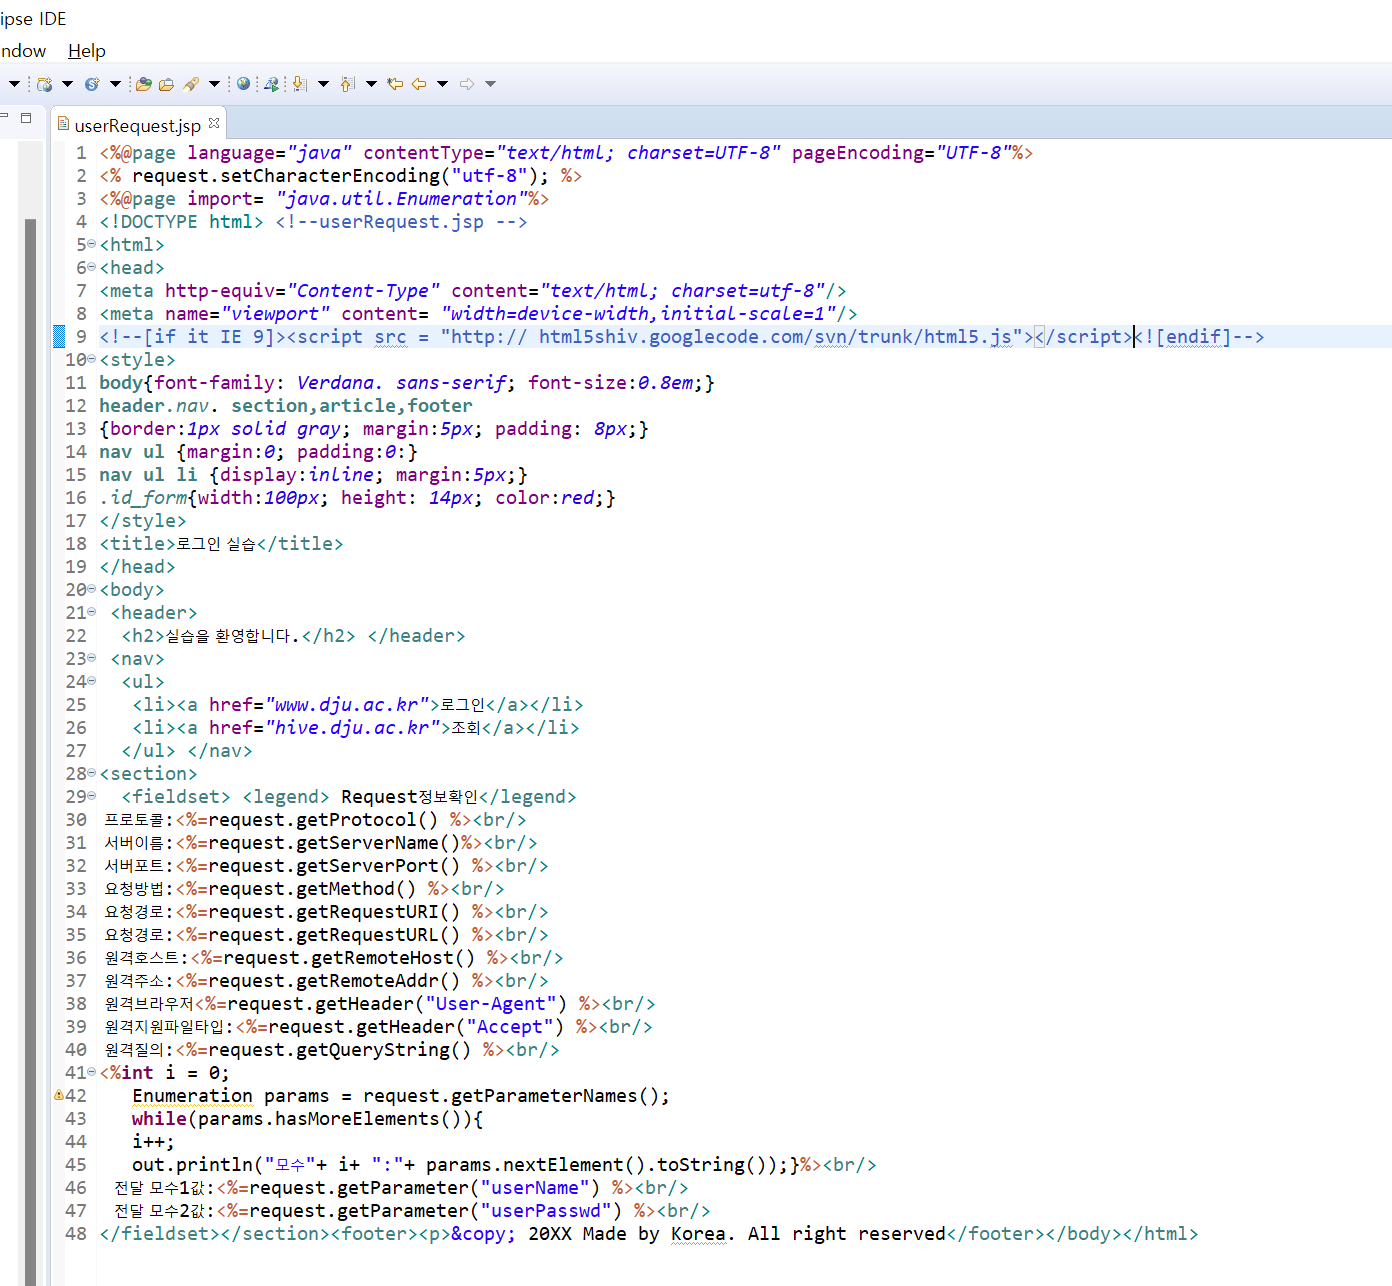 ipse IDE
ndow Help
userRequest.jsp
1 <%@page language="java" contentType="text/html; charset=UTF-8" pageEncoding="UTF-8"%>
2 <% request.setCharacterEncoding("utf-8"); %>
3 <%@page import= "java.util.Enumeration"%>
4 <!DOCTYPE html> <!--userRequest.jsp -->
5 <html>
6 <head>
7 <meta http-equiv="Content-Type" content="text/html; charset=utf-8"/>
8 <meta name="viewport" content= "width=device-width,initial-scale=1"/>
9 <!--[if it IE 9]><script src = "http:// html5shiv.googlecode.com/svn/trunk/html5.js"></script><![endif]-->
10 <style>
11 body{font-family: Verdana. sans-serif; font-size:0.8em;}
12 header.nav. section,article,footer
13 {border:1px solid gray; margin:5px; padding: 8px;}
14 nav ul {margin:0; padding:0:}
15 nav ul li {display:inline; margin:5px;}
16 .id_form{width:100px; height: 14px; color:red;}
17 </style>
18 <title>로그인 실습</title>
19 </head>
20 <body>
21 <header>
22 <h2>실습을 환영합니다.</h2> </header>
23 <nav>
24 <ul>
25 <li><a href="www.dju.ac.kr">로그인</a></li>
26 <li><a href="hive.dju.ac.kr">조회</a></li>
27 </ul> </nav>
28 <section>
29 <fieldset> <legend> Request정보확인</legend>
30 프로토콜:<%=request.getProtocol() %><br/>
31 서버이름:<%=request.getServerName()%><br/>
32 서버포트:<%=request.getServerPort() %><br/>
33 요청방법:<%=request.getMethod() %><br/>
34 요청경로:<%=request.getRequestURI() %><br/>
35 요청경로:<%=request.getRequestURL() %><br/>
36 원격호스트:<%=request.getRemoteHost() %><br/>
37 원격주소:<%=request.getRemoteAddr() %><br/>
38 원격브라우저<%=request.getHeader("User-Agent") %><br/>
39 원격지원파일타입:<%=request.getHeader("Accept") %><br/>
40 원격질의:<%=request.getQueryString() %><br/>
41 <%int i = 0;
42 Enumeration params = request.getParameterNames();
43 while(params.hasMoreElements()){
44 i++;
45 out.println("모수"+ i+ ":"+ params.nextElement().toString());}%><br/>
46 전달 모수1값:<%=request.getParameter("userName") %><br/>
47 전달 모수2값:<%=request.getParameter("userPasswd") %><br/>
48 </fieldset></section><footer><p>&copy; 20XX Made by Korea. All right reserved</footer></body></html>